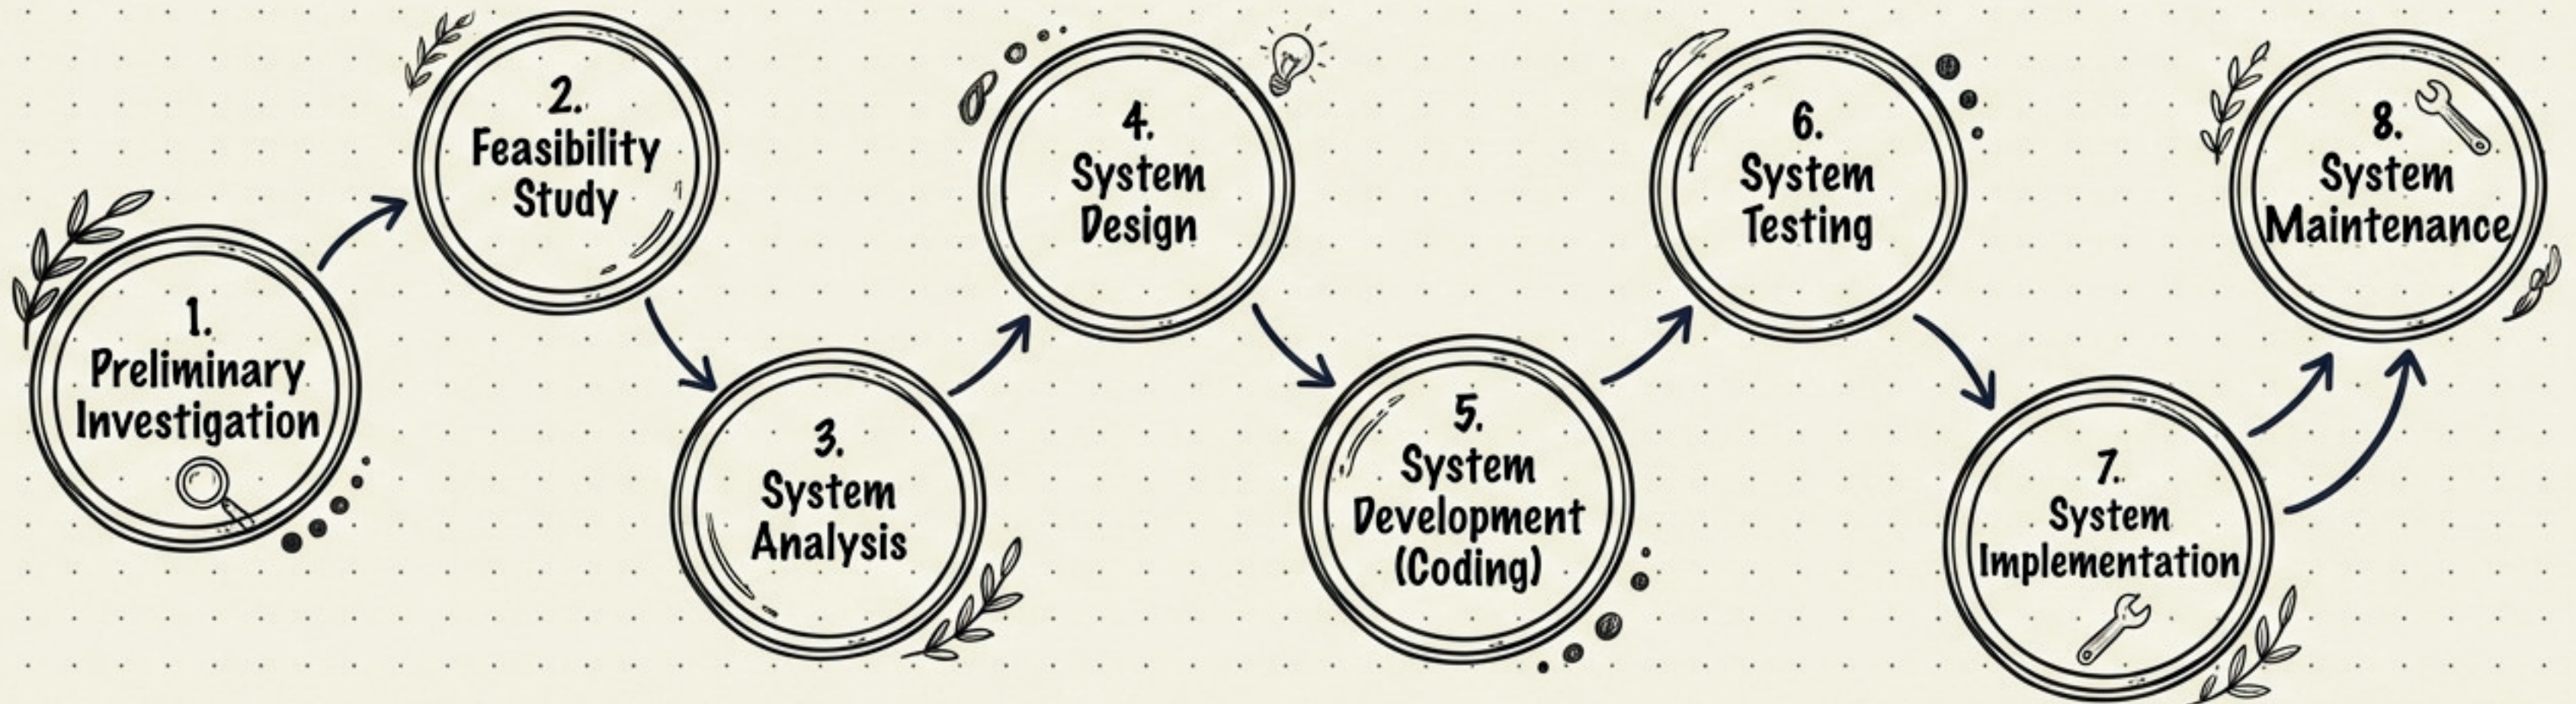 1.
Preliminary
Investigation
2.
Feasibility
Study
3.
System
Analysis
4.
System
Design
5.
System
Development
(Coding)
6.
System
Testing
7.
System
Implementation
8.
System
Maintenance